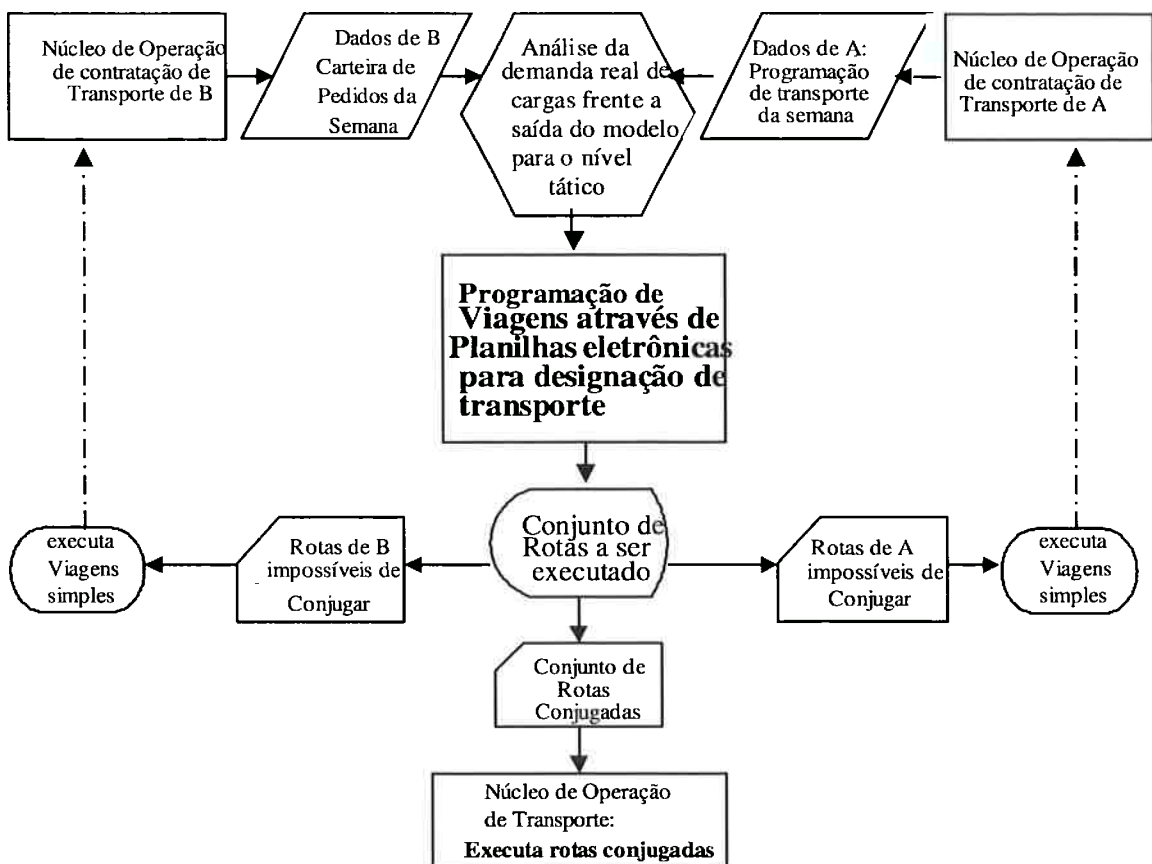 Núcleo de Operação
de contratação de
Transporte de B
Dados de B
Carteira de
Pedidos da
Semana
Análise da
demanda real de
cargas frente a
saída do modelo
para o nível
tático
Dados de A:
Programação
de transporte
da semana
Núcleo de Operação
de contratação de
Transporte de A
Programação de
Viagens através de
Planilhas eletrônicas
para designação de
transporte
executa
Viagens
simples
Rotas de B
impossíveis de
Conjugar
Conjunto de
Rotas a ser
executado
Rotas de A
impossíveis de
Conjugar
executa
Viagens
simples
Conjunto de
Rotas
Conjugadas
Núcleo de Operação
de Transporte:
Executa rotas conjugadas